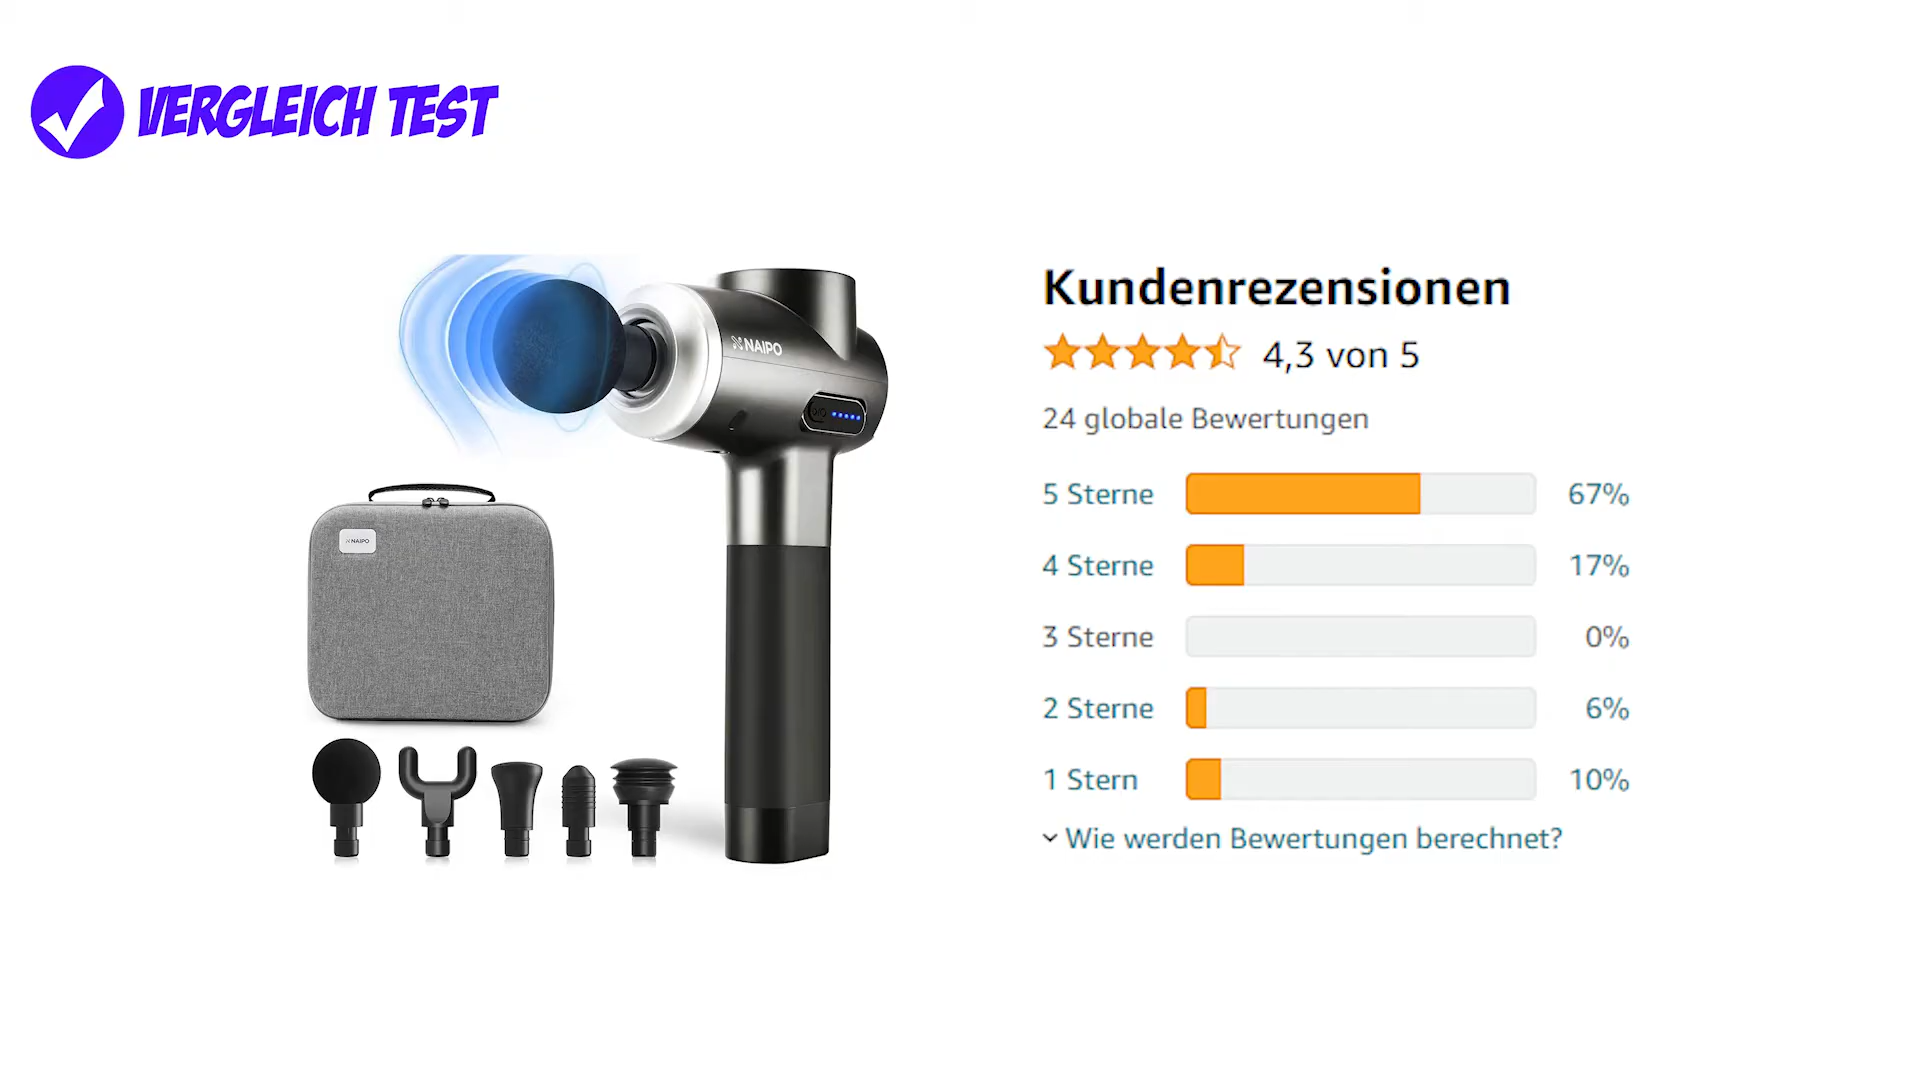 VERGLEICH TEST
NAIPO
NAIPO
Kundenrezensionen
4,3 von 5
24 globale Bewertungen
5 Sterne 67%
4 Sterne 17%
3 Sterne 0%
2 Sterne 6%
1 Stern 10%
Wie werden Bewertungen berechnet?